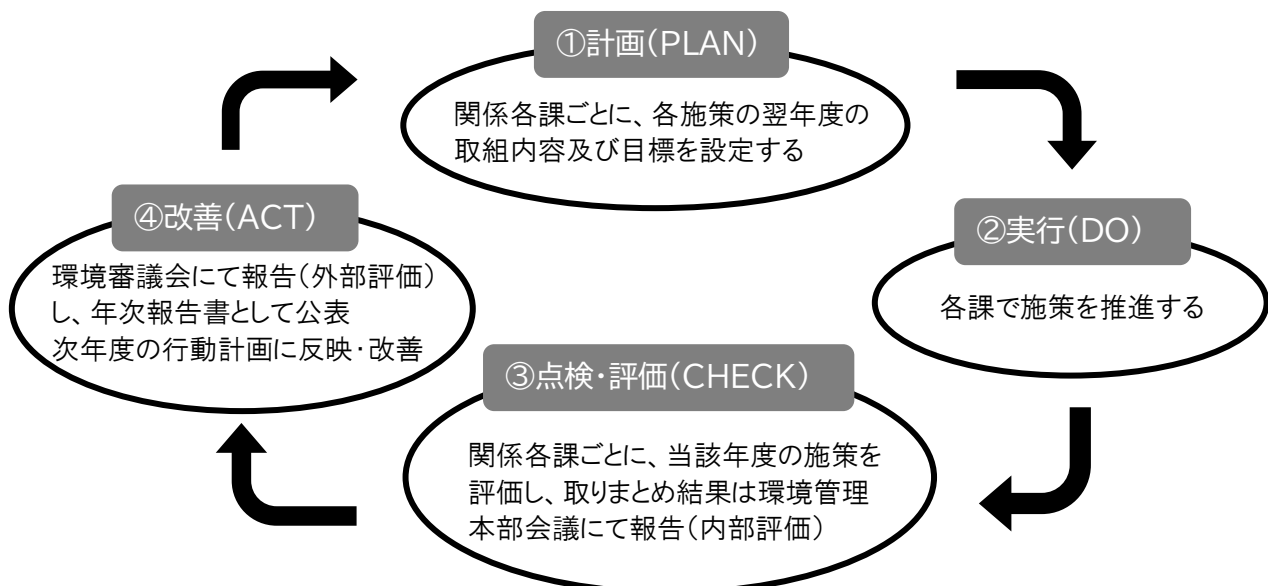 ①計画(PLAN)
関係各課ごとに、各施策の翌年度の
取組内容及び目標を設定する
②実行(DO)
各課で施策を推進する
③点検・評価(CHECK)
関係各課ごとに、当該年度の施策を
評価し、取りまとめ結果は環境管理
本部会議にて報告(内部評価)
④改善(ACT)
環境審議会にて報告(外部評価)
し、年次報告書として公表
次年度の行動計画に反映・改善